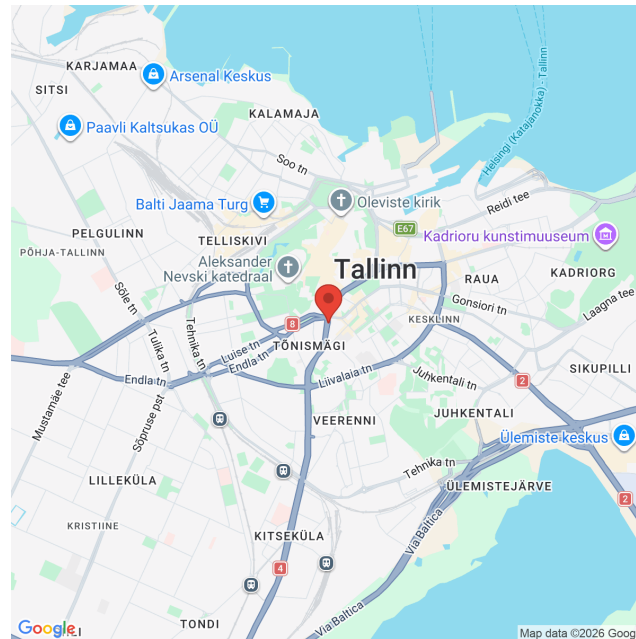 KARJAMAA
Arsenal Keskus
SITSI
KALAMAJA
Paavli Kaltsukas OÜ
Helsingi (Katajanokka) - Tallinn
Soo tn
Balti Jaama Turg
Oleviste kirik
Reidi tee
E67
PELGULINN
TELLISKIVI
Kadrioru kunstimuuseum
PÕHJA-TALLINN
Aleksander
Nevski katedraal
Tallinn
RAUA
KADRIORG
Sõle tn
Gonsiori tn
Laagna tee
Tehnika tn
Tulika tn
8
KESKLINN
Luise tn
TÕNISMÄGI
Endla tn
Endla tn
Liivalaia tn
Juhkentali tn
2
SIKUPILLI
Mustamäe tee
Sõpruse pst
VEERENNI
JUHKENTALI
Ülemiste keskus
Tehnika tn
LILLEKÜLA
ÜLEMISTEJÄRVE
2
KRISTIINE
KITSEKÜLA
Via Baltica
4
TONDI
Via Baltica
Google
Map data ©2026 Goog